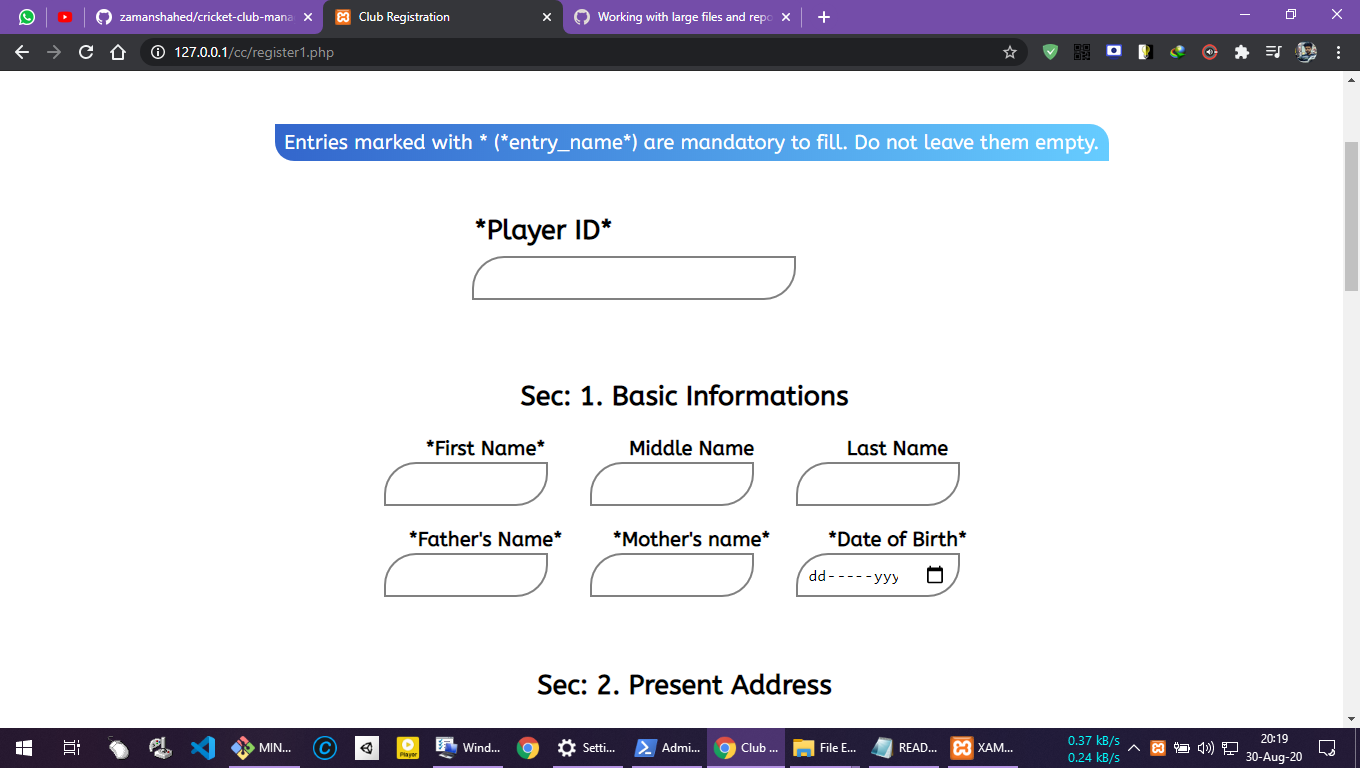 zamanshahed/cricket-club-mana
Club Registration
Working with large files and repo
127.0.0.1/cc/register1.php
Entries marked with * (*entry_name*) are mandatory to fill. Do not leave them empty.
*Player ID*
Sec: 1. Basic Informations
*First Name* Middle Name Last Name
*Father's Name* *Mother's name* *Date of Birth*
dd-----yyy
Sec: 2. Present Address
MIN... Wind... Setti... Admi... Club ... File E... READ... XAM...
0.37 kB/s
0.24 kB/s
20:19
30-Aug-20